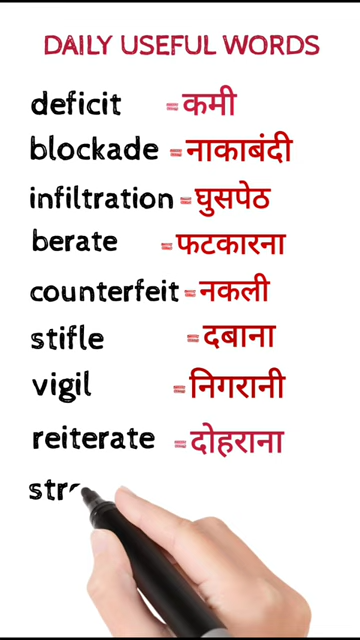 DAILY USEFUL WORDS
deficit = कमी
blockade = नाकाबंदी
infiltration = घुसपेठ
berate = फटकारना
counterfeit = नकली
stifle = दबाना
vigil = निगरानी
reiterate = दोहराना